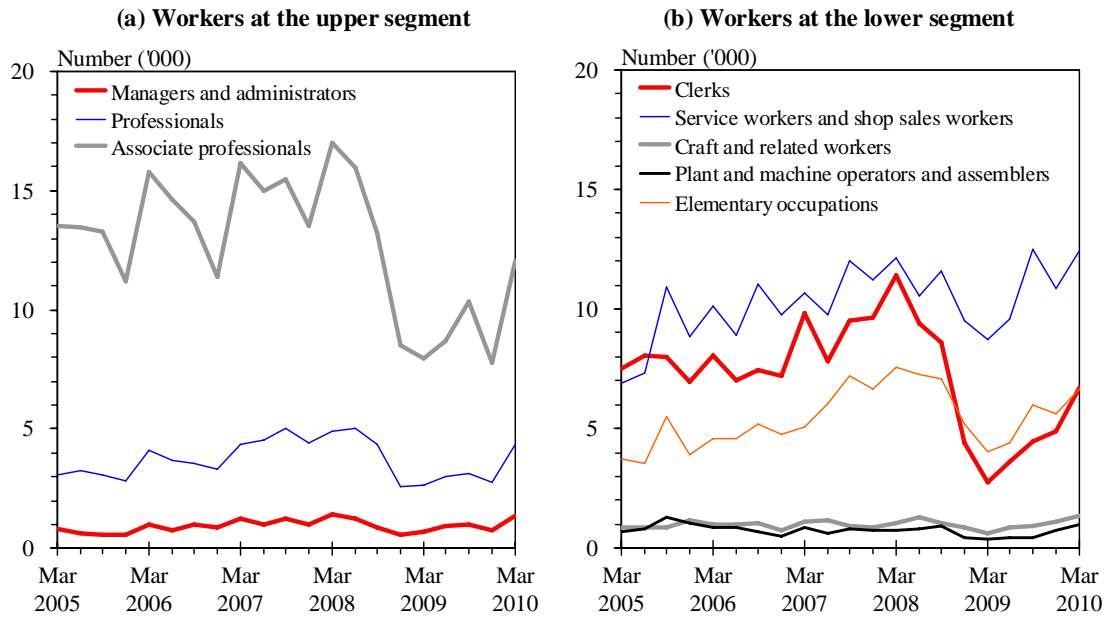 (a) Workers at the upper segment
Number ('000)
20
15
10
5
0
Managers and administrators
Professionals
Associate professionals
Mar Mar Mar Mar Mar Mar
2005 2006 2007 2008 2009 2010
(b) Workers at the lower segment
Number ('000)
20
15
10
5
0
Clerks
Service workers and shop sales workers
Craft and related workers
Plant and machine operators and assemblers
Elementary occupations
Mar Mar Mar Mar Mar Mar
2005 2006 2007 2008 2009 2010